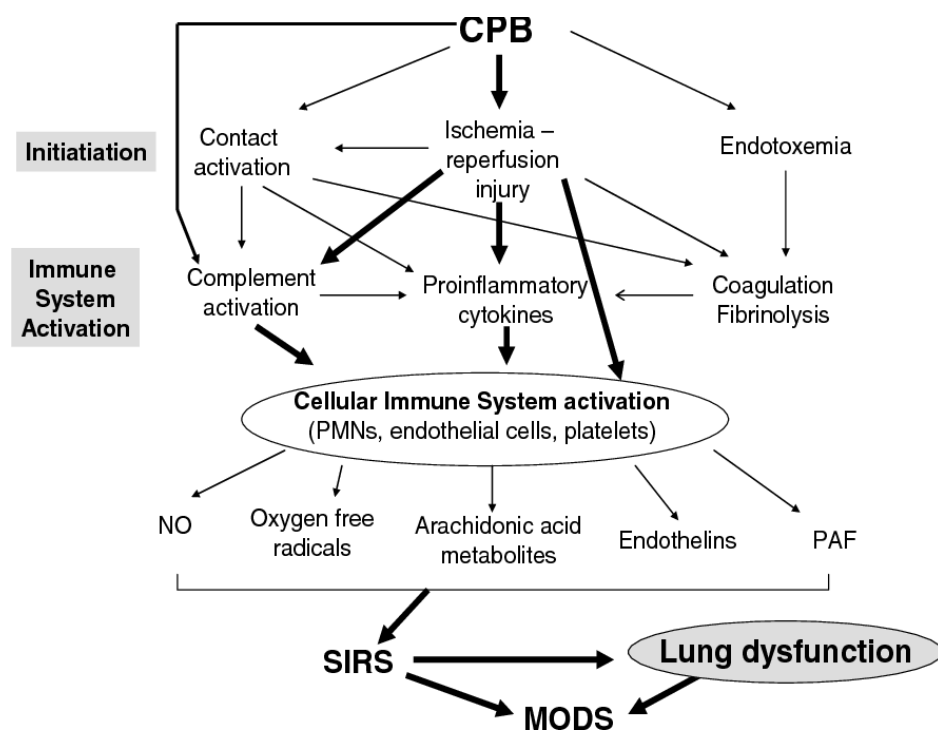 CPB
Initiatiation
Contact
activation
Ischemia –
reperfusion
injury
Endotoxemia
Immune
System
Activation
Complement
activation
Proinflammatory
cytokines
Coagulation
Fibrinolysis
Cellular Immune System activation
(PMNs, endothelial cells, platelets)
NO
Oxygen free
radicals
Arachidonic acid
metabolites
Endothelins
PAF
SIRS
Lung dysfunction
MODS